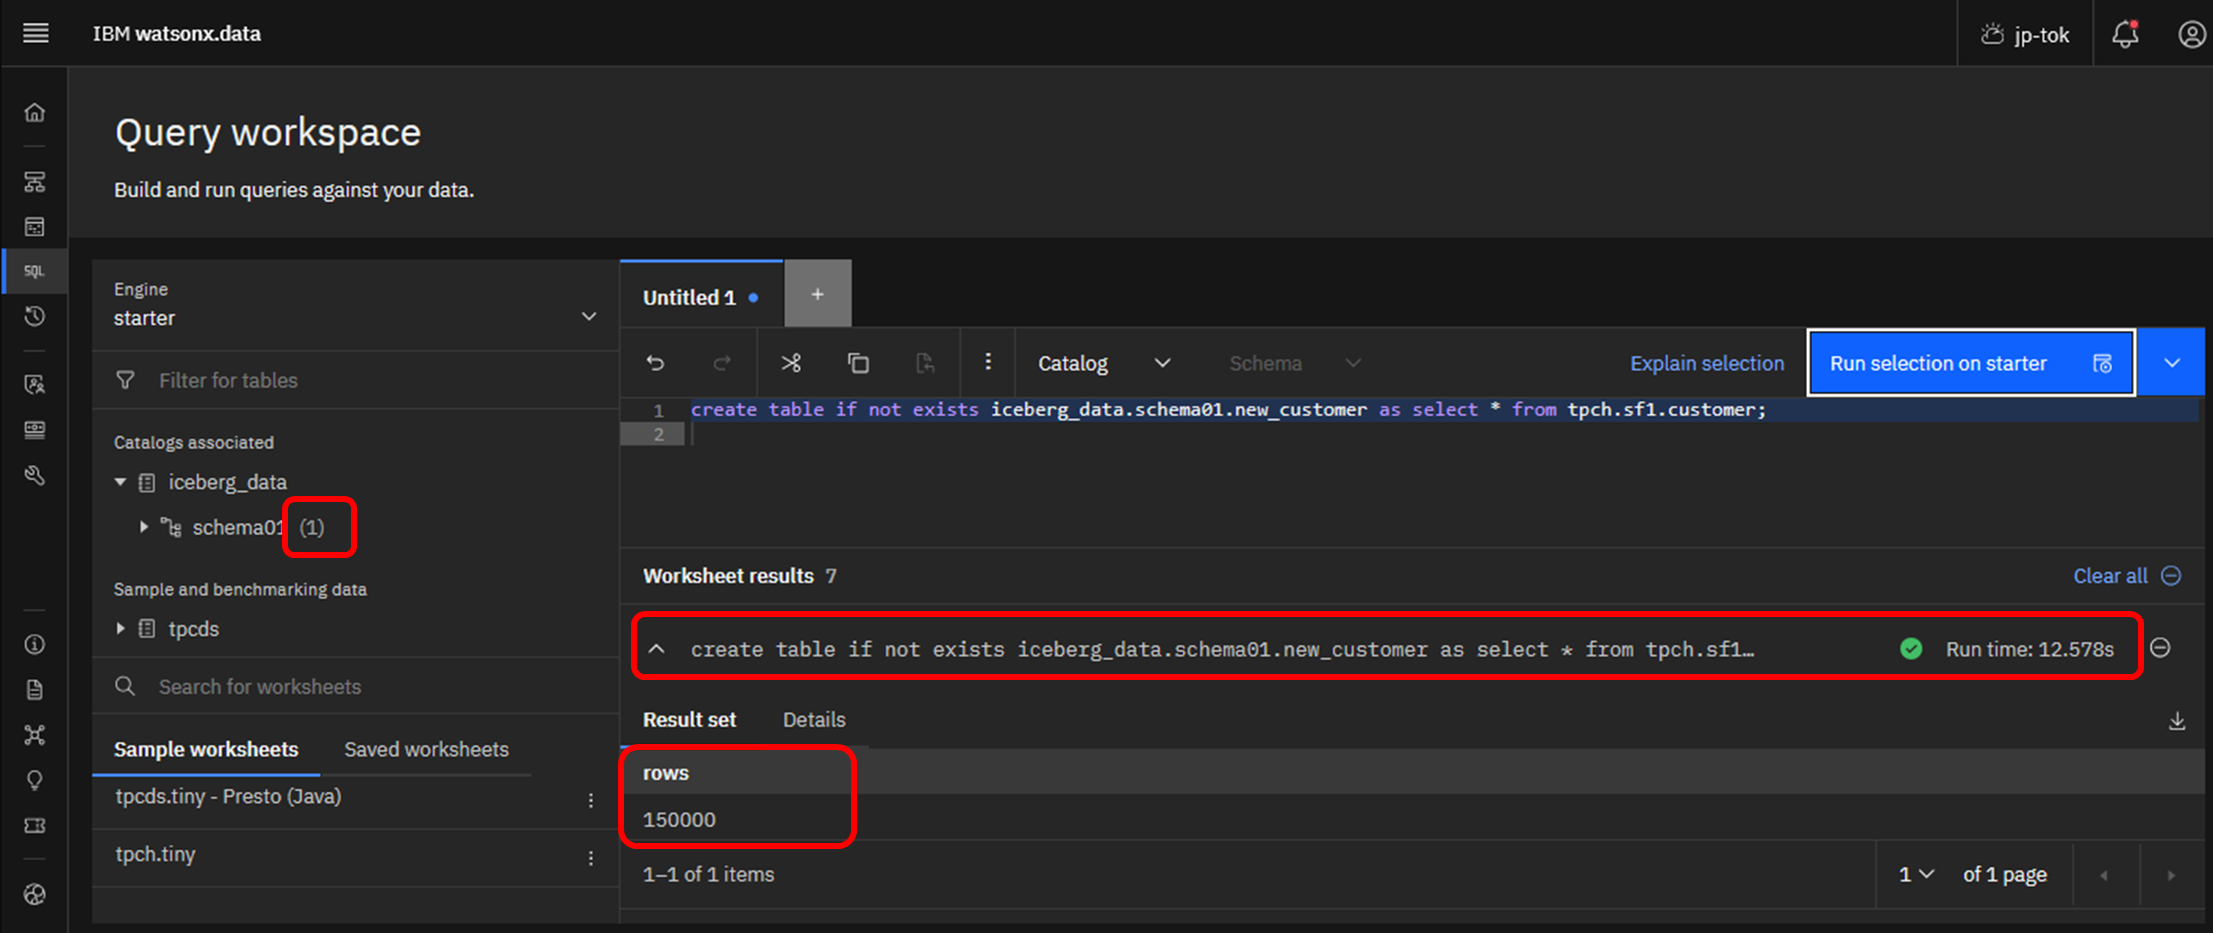 IBM watsonx.data
jp-tok
Query workspace
Build and run queries against your data.
SQL
Engine
starter
Filter for tables
Catalogs associated
iceberg_data
schema01 (1)
Sample and benchmarking data
tpcds
Search for worksheets
Sample worksheets Saved worksheets
tpcds.tiny - Presto (Java)
tpch.tiny
Untitled 1 +
Catalog Schema Explain selection Run selection on starter
1 create table if not exists iceberg_data.schema01.new_customer as select * from tpch.sf1.customer;
2
Worksheet results 7 Clear all
create table if not exists iceberg_data.schema01.new_customer as select * from tpch.sf1… Run time: 12.578s
Result set Details
rows
150000
1–1 of 1 items 1 of 1 page